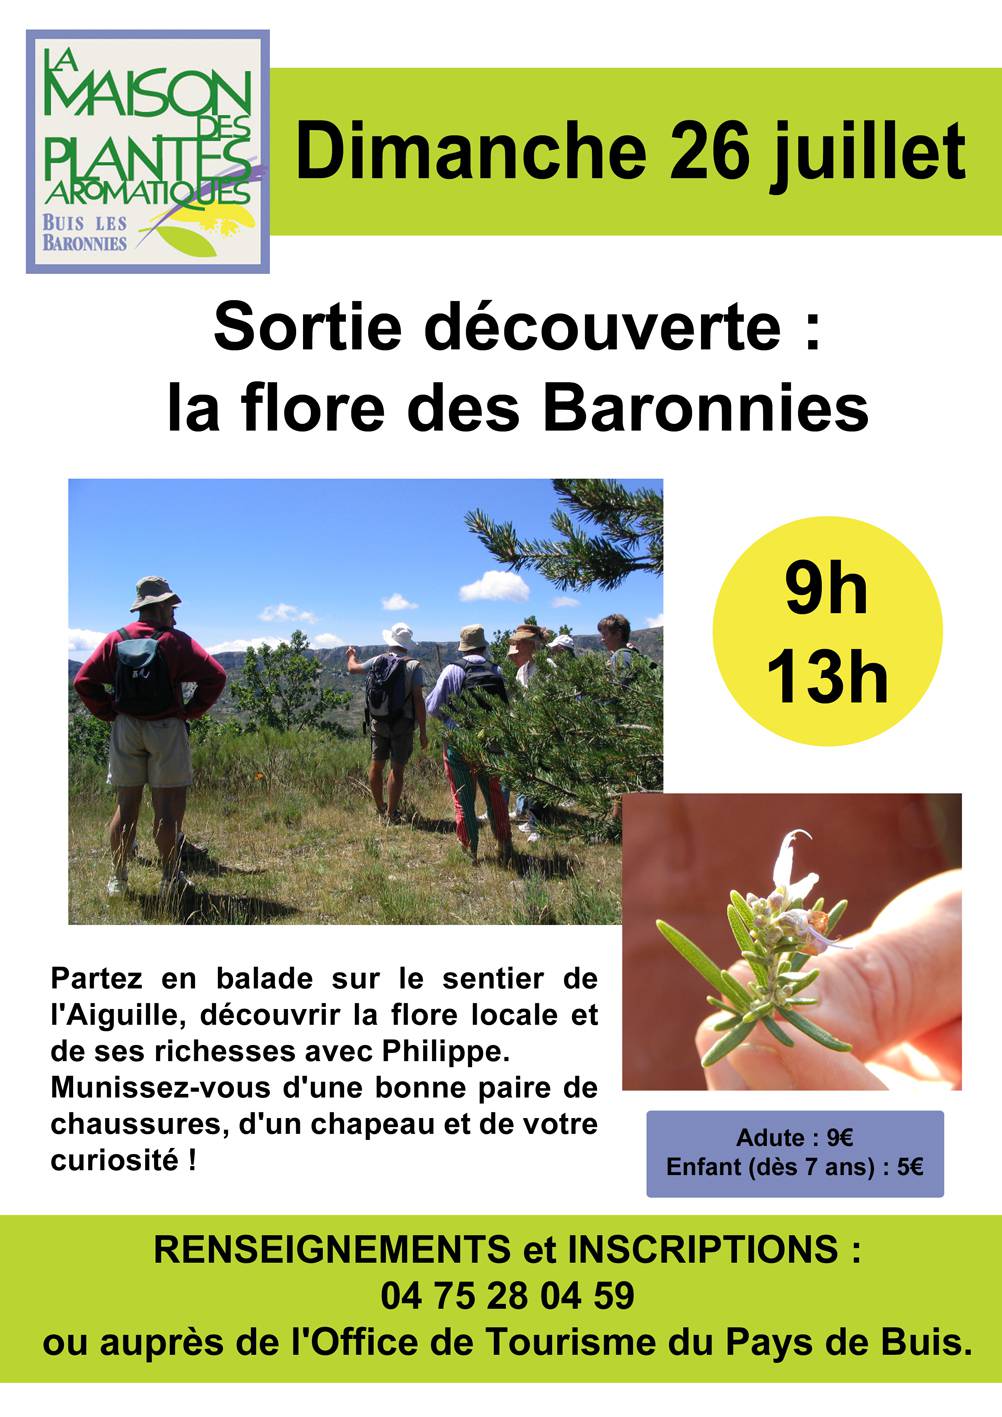 LA
MAISON
DES
PLANTES
AROMATIQUES
BUIS LES
BARONNIES
Dimanche 26 juillet
Sortie découverte :
la flore des Baronnies
9h
13h
Partez en balade sur le sentier de
l'Aiguille, découvrir la flore locale et
de ses richesses avec Philippe.
Munissez-vous d'une bonne paire de
chaussures, d'un chapeau et de votre
curiosité !
Adute : 9€
Enfant (dès 7 ans) : 5€
RENSEIGNEMENTS et INSCRIPTIONS :
04 75 28 04 59
ou auprès de l'Office de Tourisme du Pays de Buis.